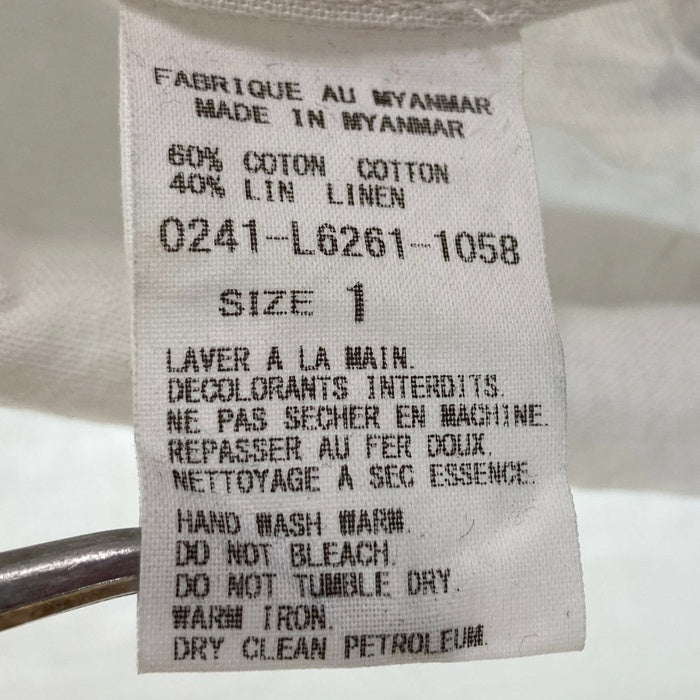 FABRIQUE AU MYANMAR
MADE IN MYANMAR
60% COTON COTTON
40% LIN LINEN
0241-L6261-1058
SIZE 1
LAVER A LA MAIN.
DECOLORANTS INTERDITS.
NE PAS SECHER EN MACHINE.
REPASSER AU FER DOUX.
NETTOYAGE A SEC ESSENCE.
HAND WASH WARM.
DO NOT BLEACH.
DO NOT TUMBLE DRY.
WARM IRON.
DRY CLEAN PETROLEUM.